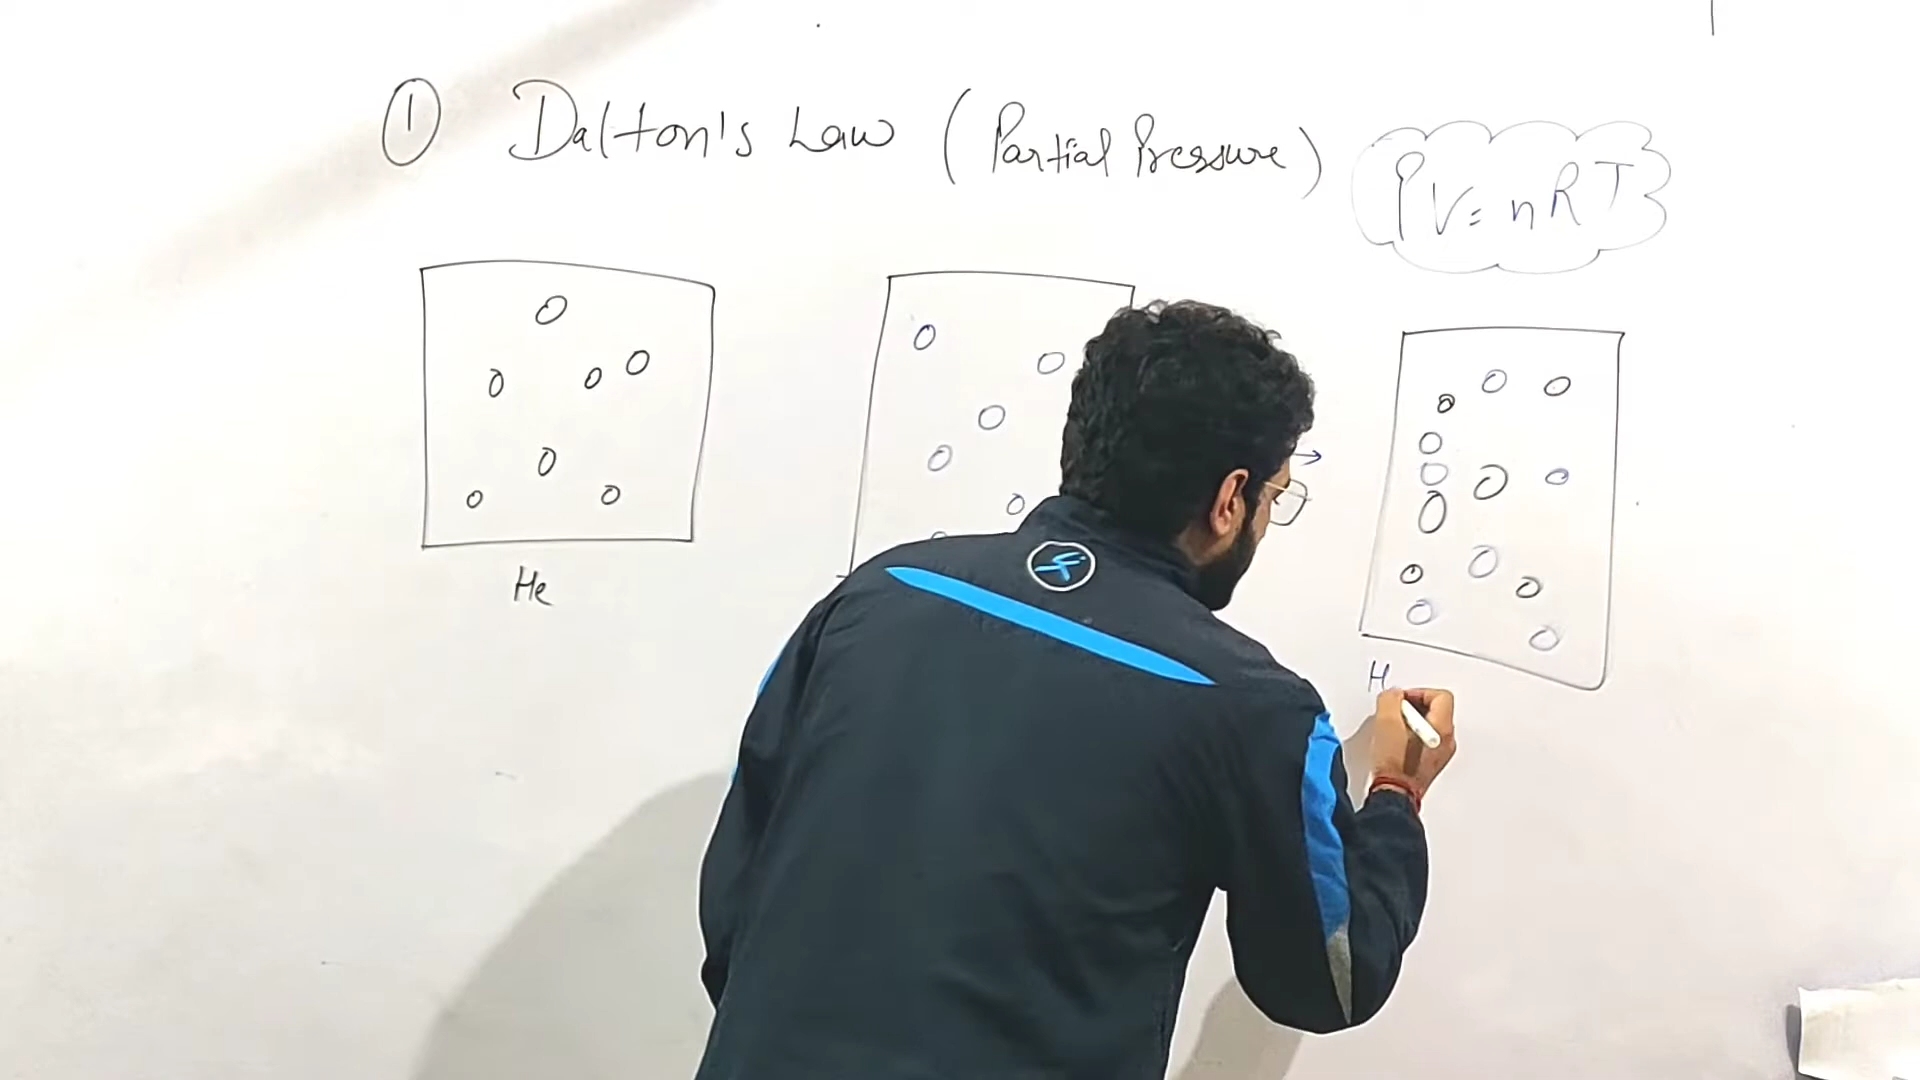 ① Dalton's Law (Partial Pressure)
PV = nRT
He
H